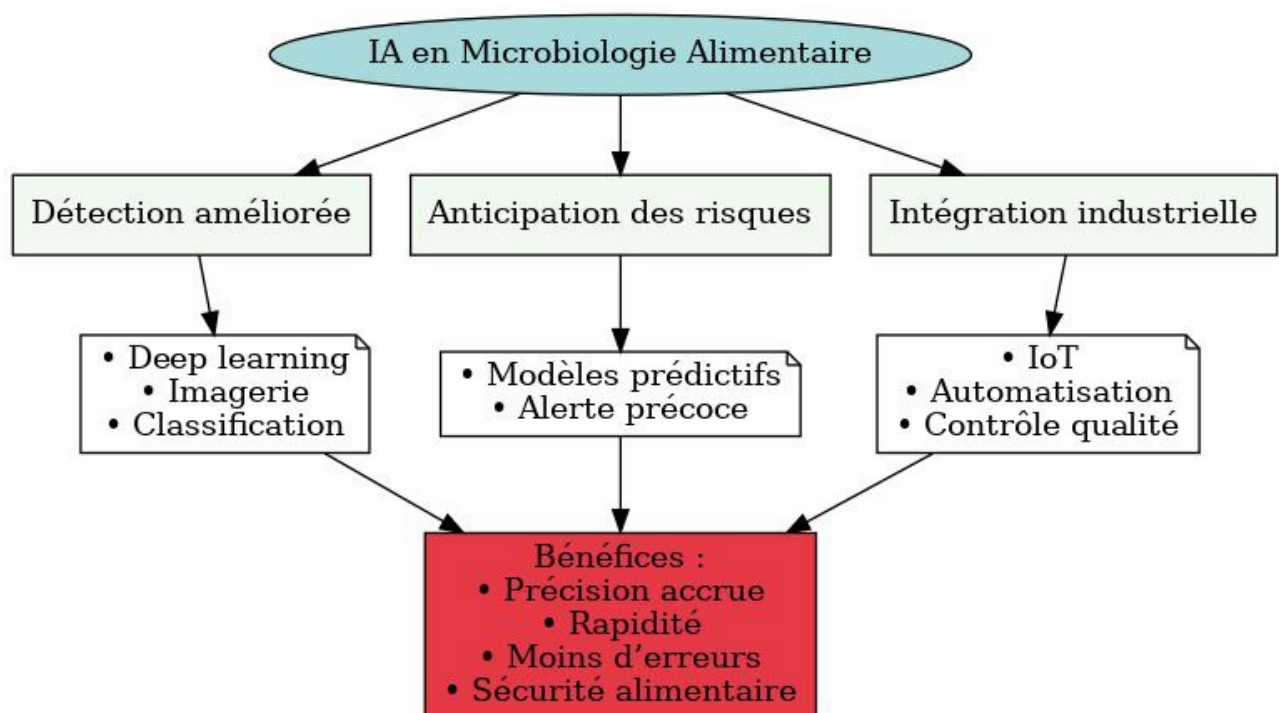 IA en Microbiologie Alimentaire
Détection améliorée
Anticipation des risques
Intégration industrielle
• Deep learning
• Imagerie
• Classification
• Modèles prédictifs
• Alerte précoce
• IoT
• Automatisation
• Contrôle qualité
Bénéfices :
• Précision accrue
• Rapidité
• Moins d’erreurs
• Sécurité alimentaire